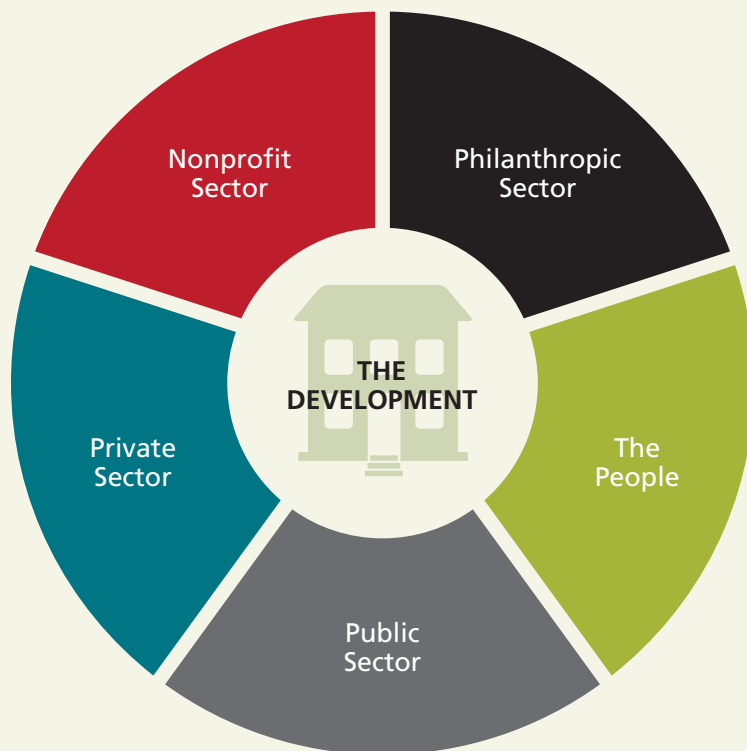 Nonprofit
Sector
Philanthropic
Sector
THE
DEVELOPMENT
Private
Sector
The
People
Public
Sector